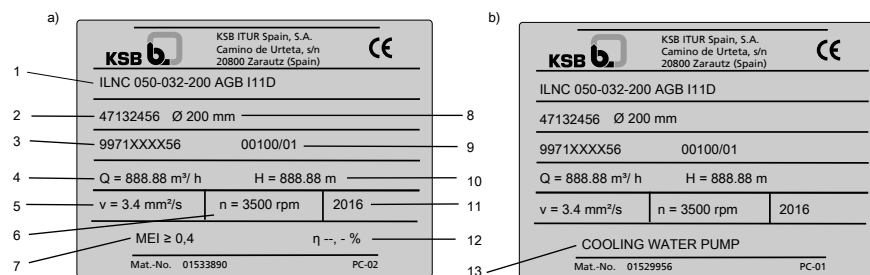 a)
KSB b.
KSB ITUR Spain, S.A.
Camino de Urteta, s/n
20800 Zarautz (Spain)
CE
1
ILNC 050-032-200 AGB I11D
2
47132456 Ø 200 mm
8
3
9971XXXX56 00100/01
9
4
Q = 888.88 m³/ h H = 888.88 m
10
5
v = 3.4 mm²/s n = 3500 rpm 2016
11
6
7
MEI ≥ 0,4 η --, - %
12
Mat.-No. 01533890 PC-02
b)
KSB b.
KSB ITUR Spain, S.A.
Camino de Urteta, s/n
20800 Zarautz (Spain)
CE
ILNC 050-032-200 AGB I11D
47132456 Ø 200 mm
9971XXXX56 00100/01
Q = 888.88 m³/ h H = 888.88 m
v = 3.4 mm²/s n = 3500 rpm 2016
COOLING WATER PUMP
13
Mat.-No. 01529956 PC-01